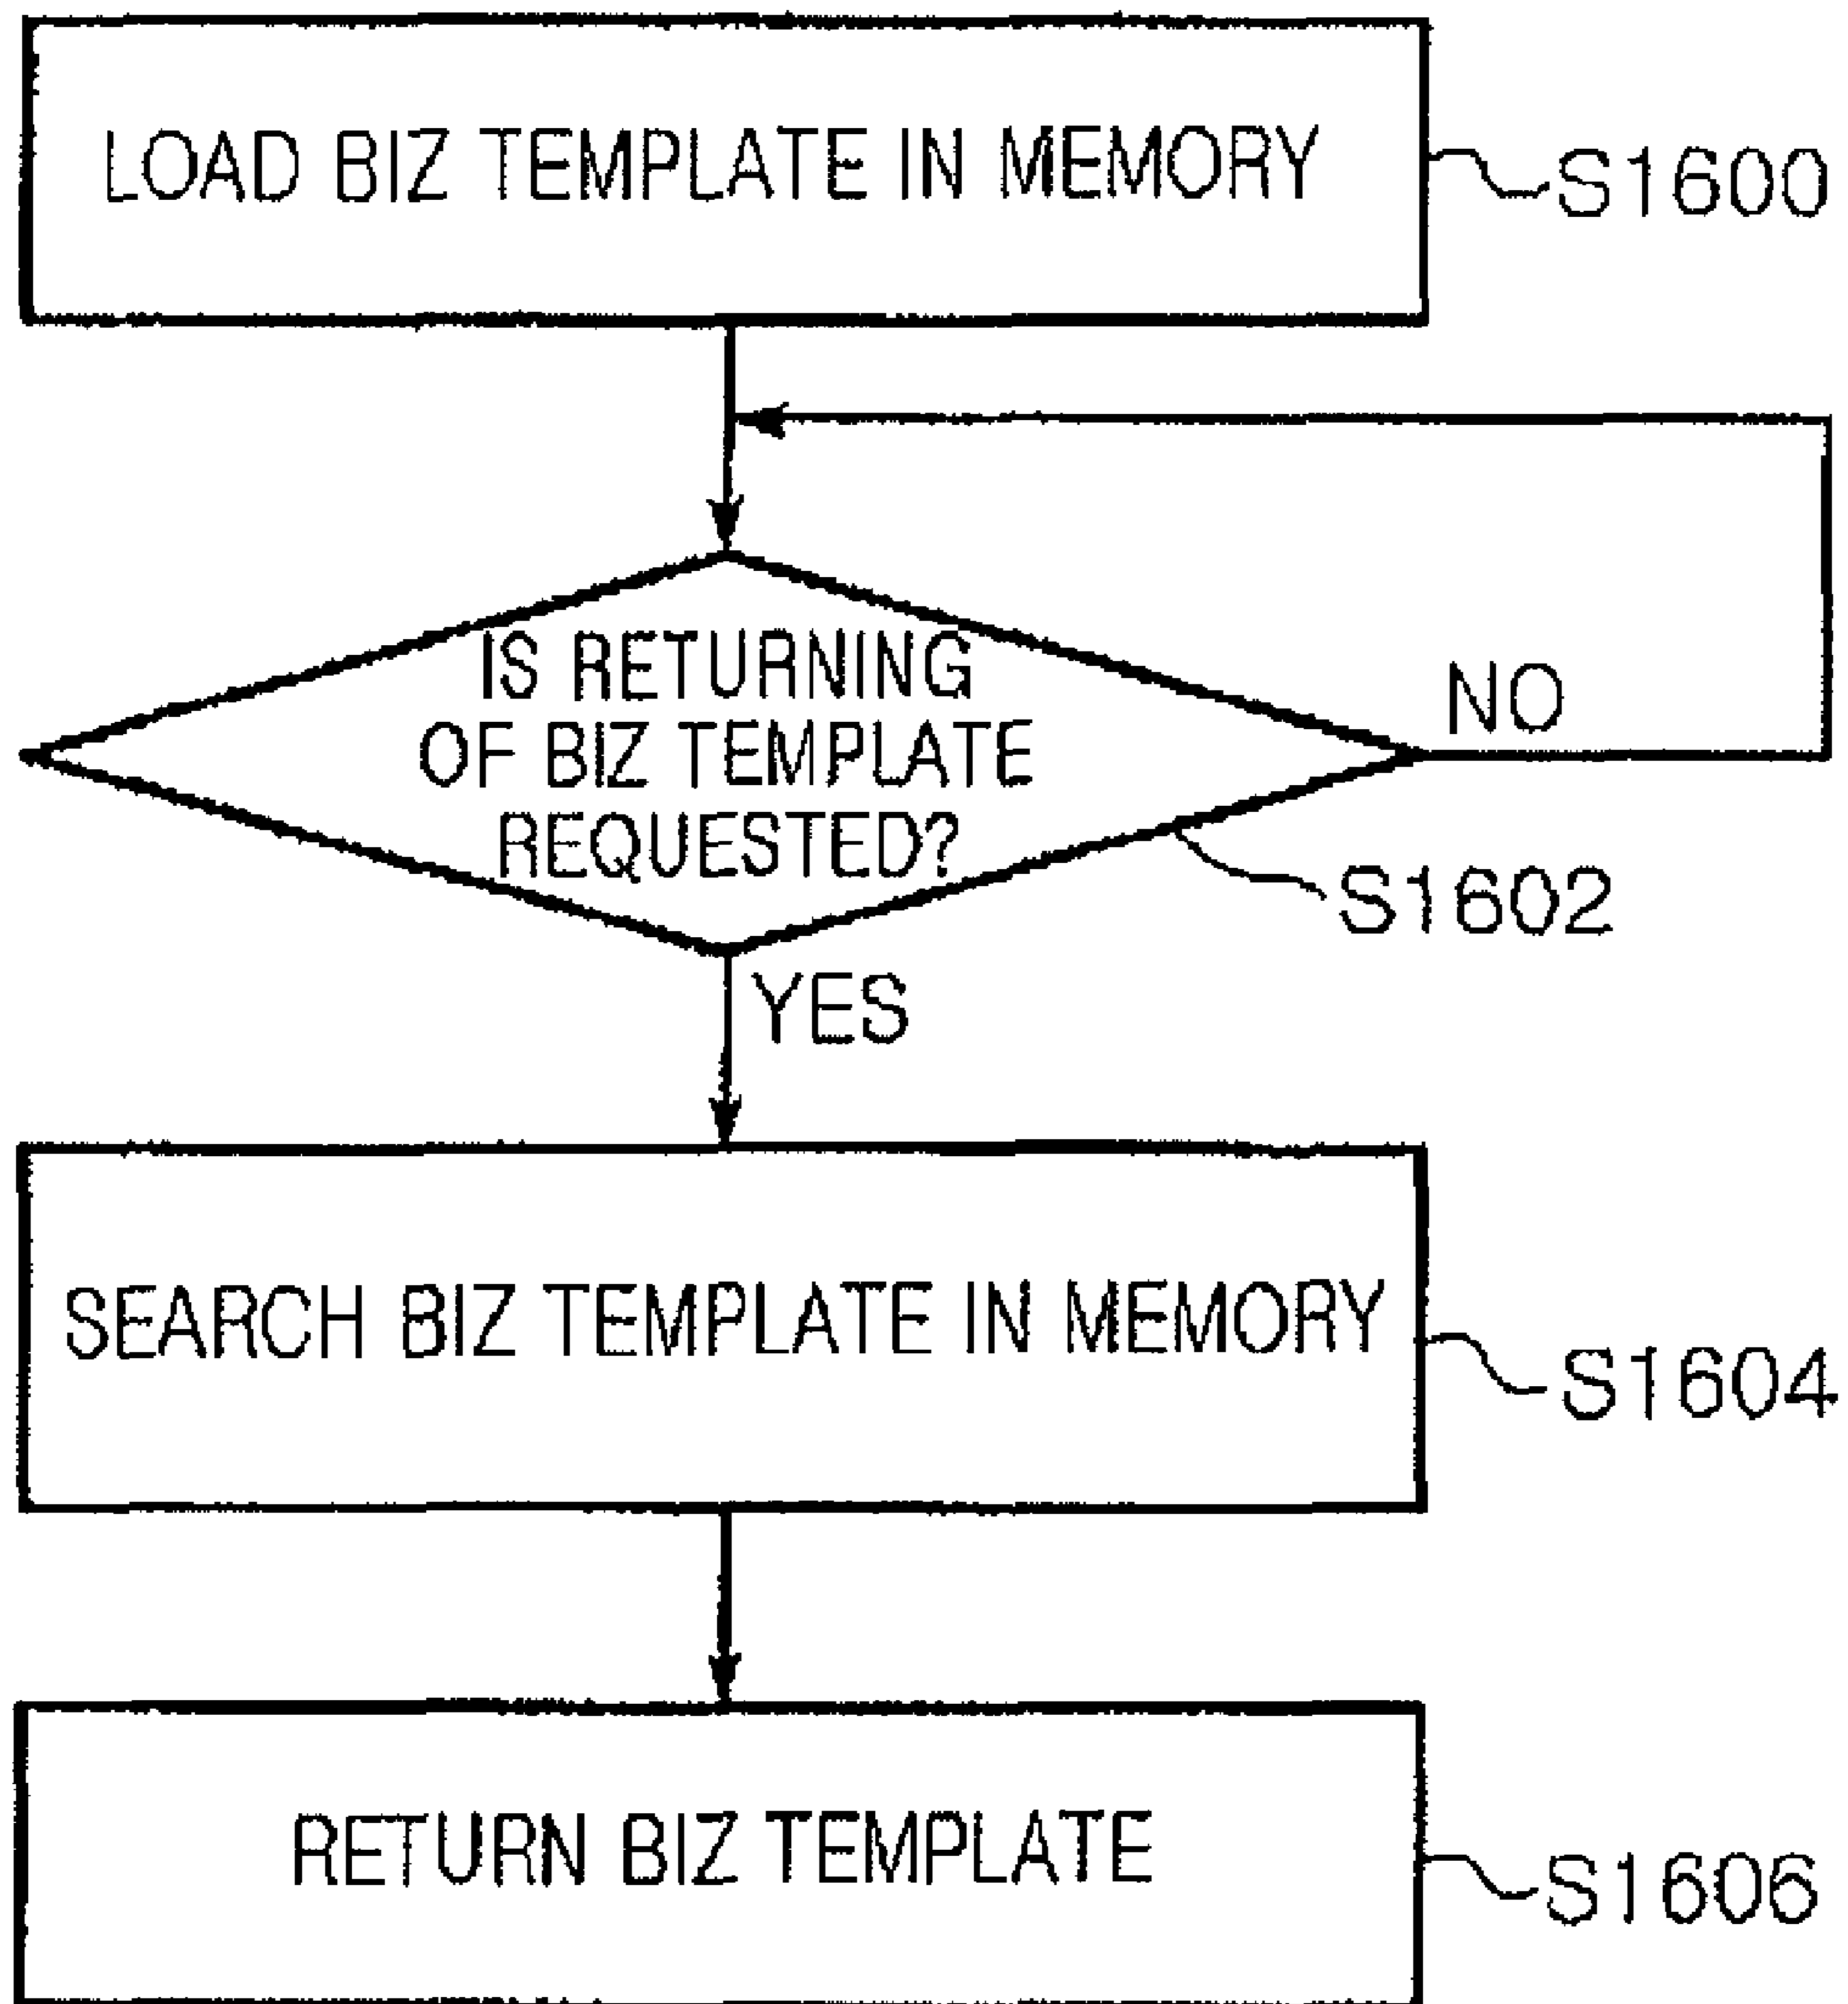 LOAD BIZ TEMPLATE IN MEMORY
S1600
IS RETURNING
OF BIZ TEMPLATE
REQUESTED?
NO
S1602
YES
SEARCH BIZ TEMPLATE IN MEMORY
S1604
RETURN BIZ TEMPLATE
S1606